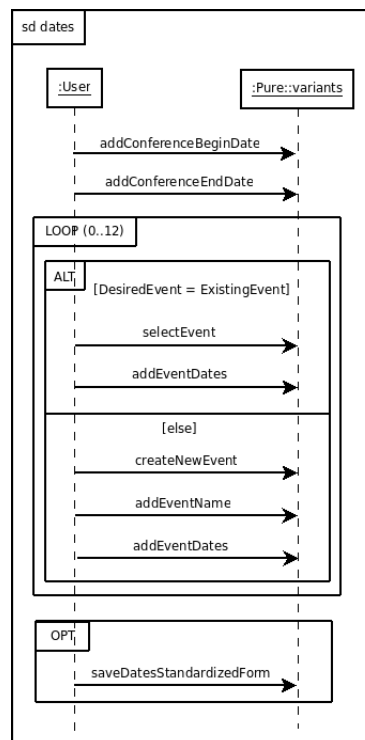 sd dates
:User
:Pure::variants
addConferenceBeginDate
addConferenceEndDate
LOOP (0..12)
ALT
[DesiredEvent = ExistingEvent]
selectEvent
addEventDates
[else]
createNewEvent
addEventName
addEventDates
OPT
saveDatesStandardizedForm